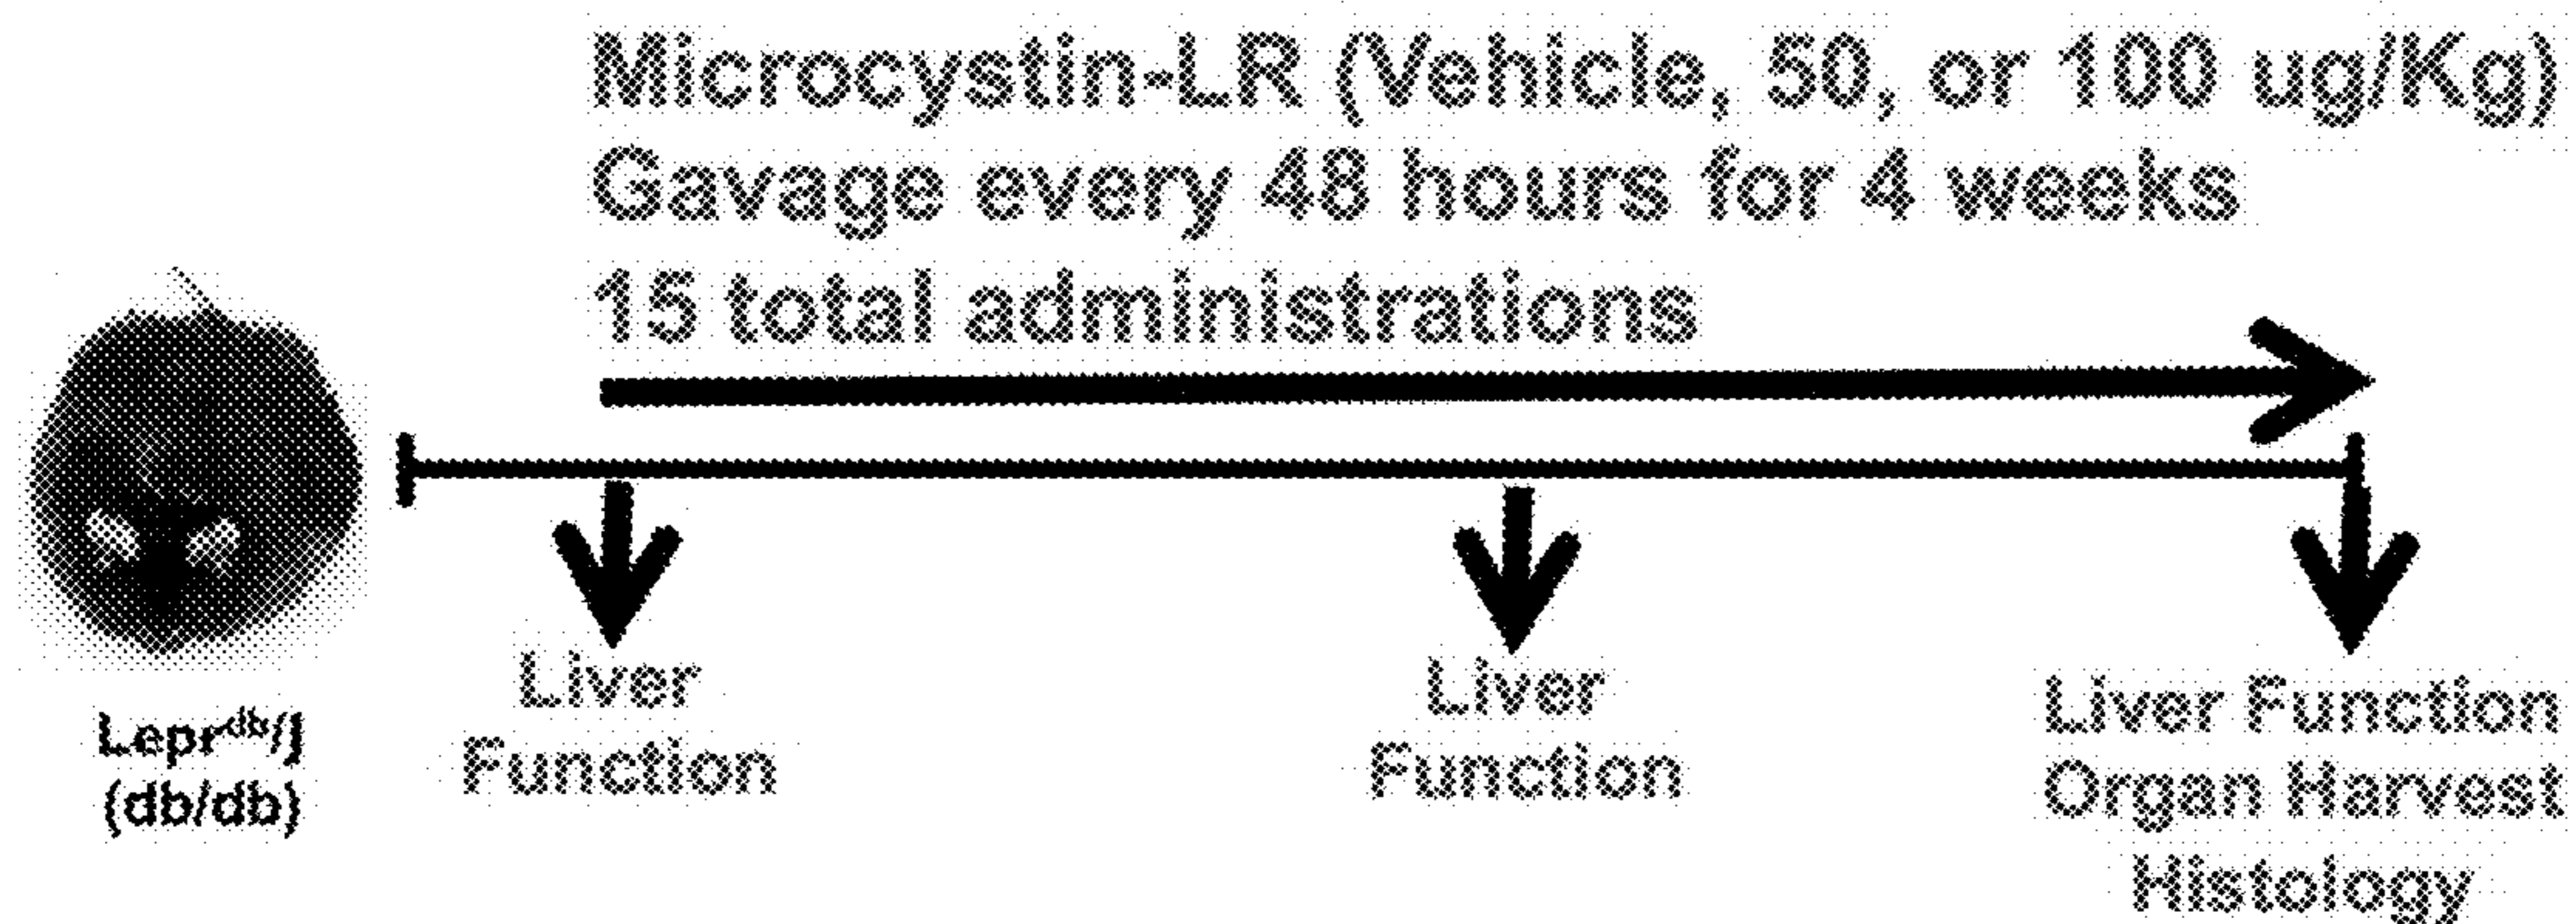 Microcystin-LR (Vehicle, 50, or 100 ug/Kg)
Gavage every 48 hours for 4 weeks
15 total administrations
Lepr^db/J
(db/db)
Liver
Function
Liver
Function
Liver Function
Organ Harvest
Histology